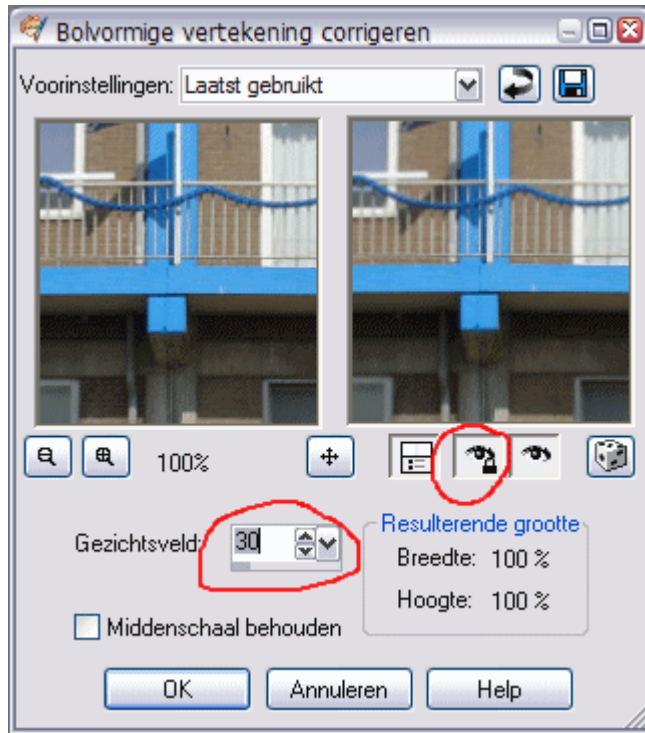 Bolvormige vertekening corrigeren
Voorinstellingen: Laatst gebruikt
100%
Gezichtsveld: 30
Resulterende grootte
Breedte: 100 %
Hoogte: 100 %
Middenschaal behouden
OK Annuleren Help